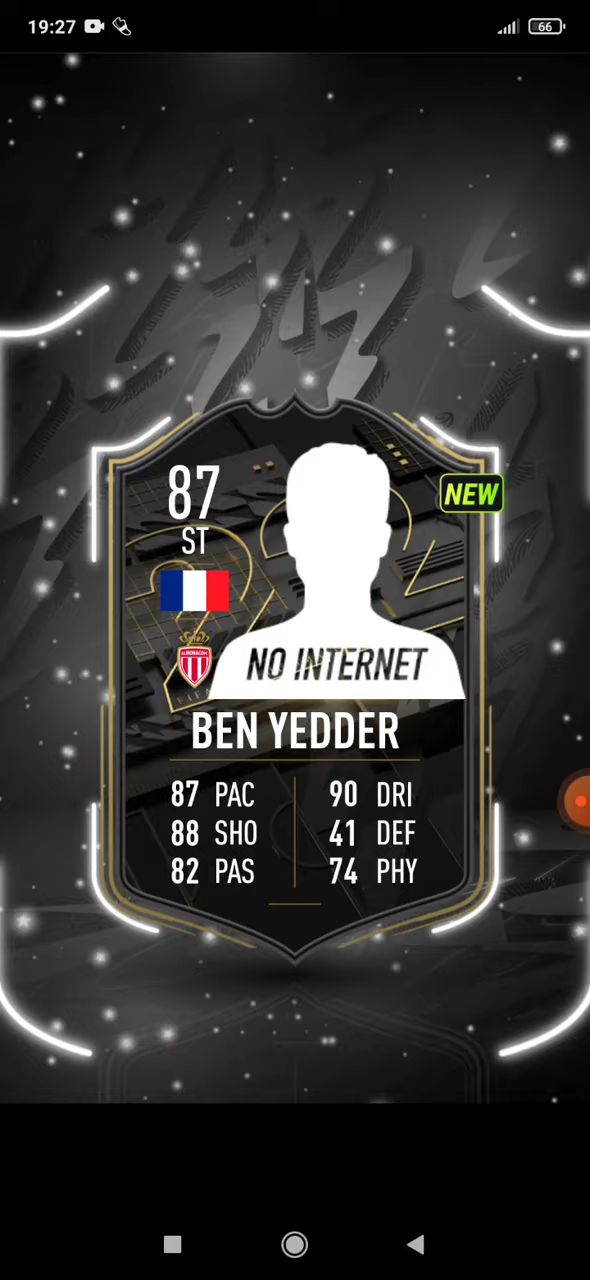 19:27
66
87
NEW
ST
NO INTERNET
BEN YEDDER
87 PAC
90 DRI
88 SHO
41 DEF
82 PAS
74 PHY